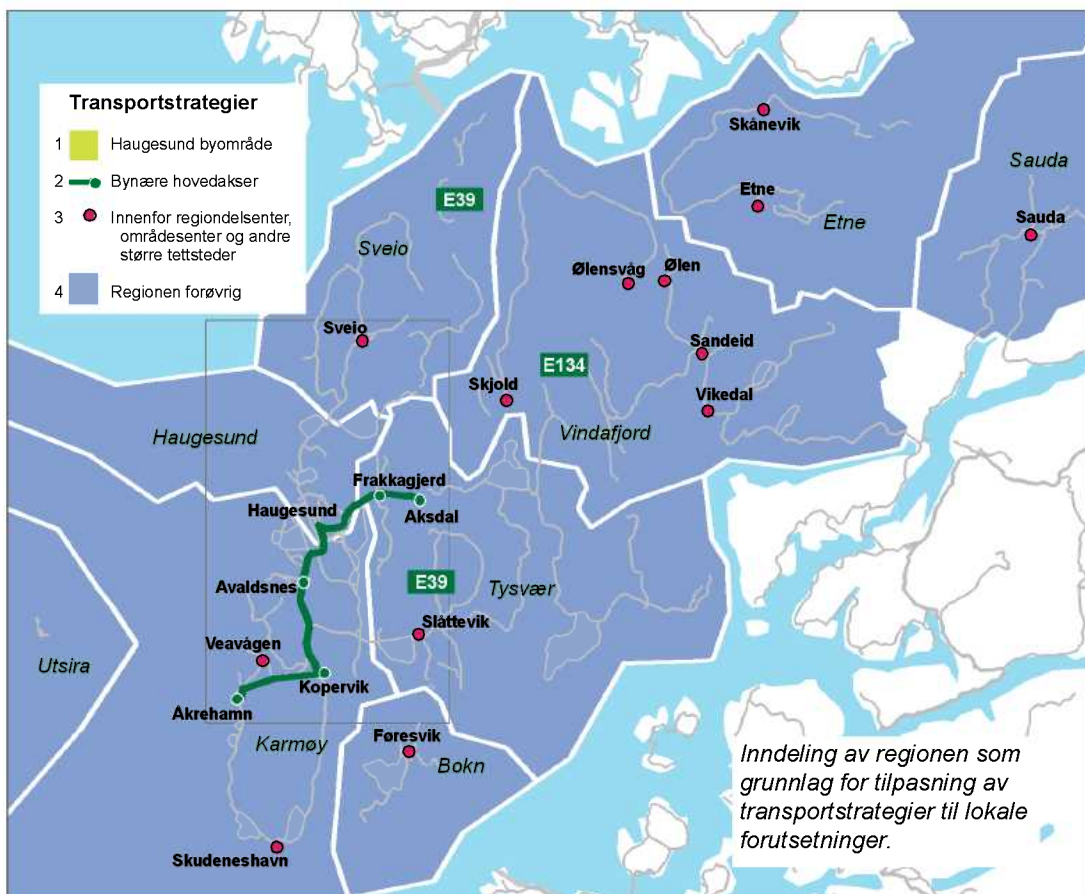 Transportstrategier
1 Haugesund byområde
2 Bynære hovedakser
3 Innenfor regiondelsenter,
områdesenter og andre
større tettsteder
4 Regionen forøvrig
Skånevik
Sauda
Etne
E39
Etne
Sauda
Sveio
Ølen
Ølensvåg
Sveio
Sandeid
E134
Skjold
Vikedal
Haugesund
Vindafjord
Frakkagjerd
Haugesund
Aksdal
Avaldsnes
E39
Tysvær
Slåttevik
Veavågen
Utsira
Kopervik
Åkrehamn
Karmøy
Føresvik
Bokn
Skudeneshavn
Inndeling av regionen som
grunnlag for tilpasning av
transportstrategier til lokale
forutsetninger.